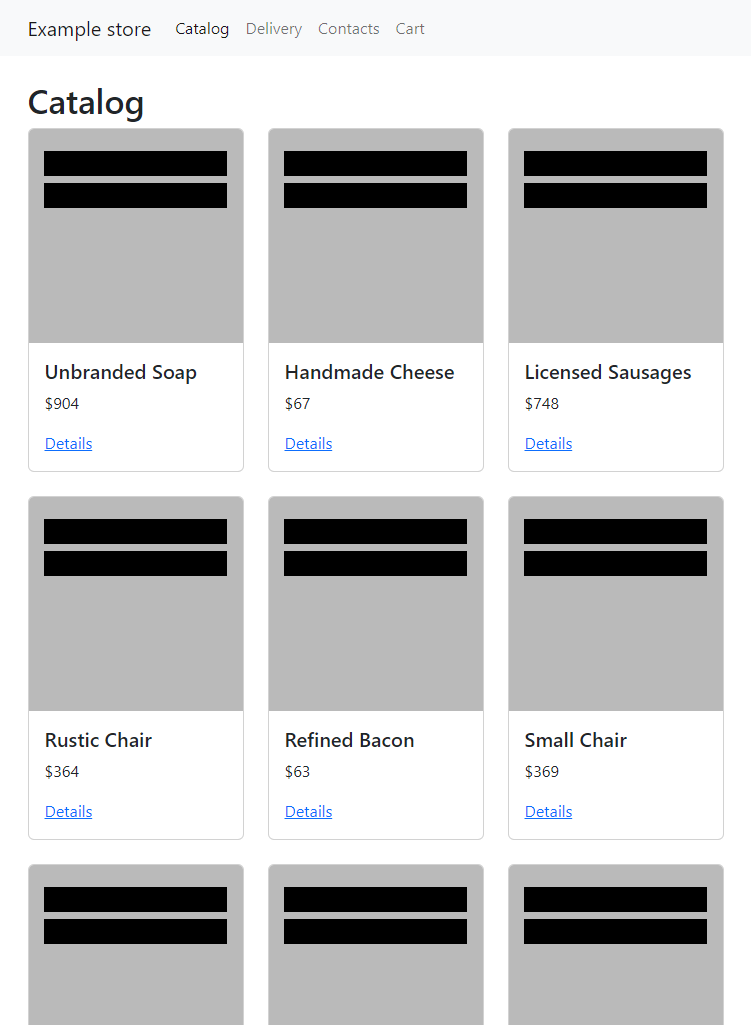 Example store Catalog Delivery Contacts Cart
Catalog
Unbranded Soap Handmade Cheese Licensed Sausages
$904 $67 $748
Details Details Details
Rustic Chair Refined Bacon Small Chair
$364 $63 $369
Details Details Details